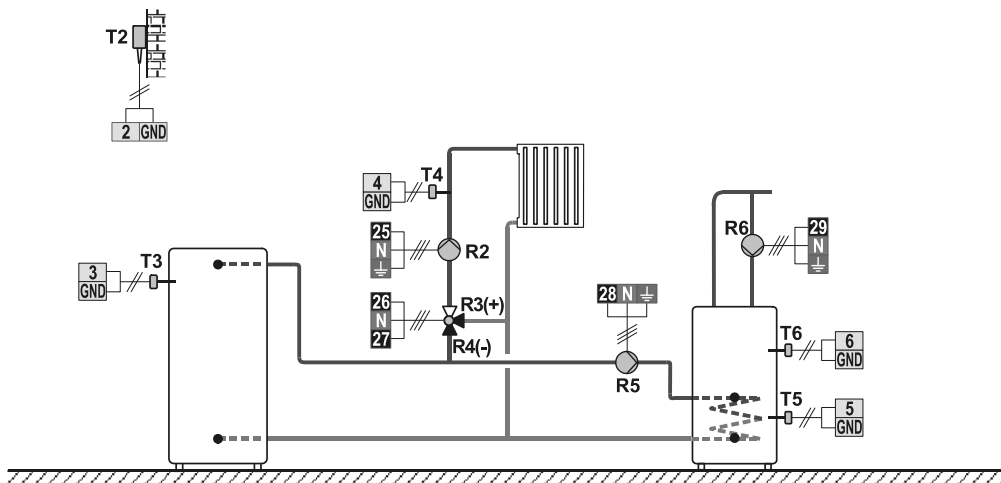 T2
2 GND
4
GND
T4
25
N
R2
R6
29
N
3
GND
T3
26
N
27
R3(+)
R4(-)
28 N
R5
T6
6
GND
T5
5
GND